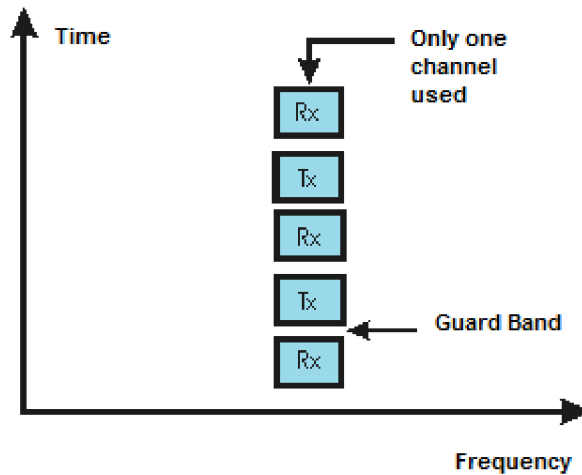 Time
Only one
channel
used
Rx
Tx
Rx
Tx
Guard Band
Rx
Frequency